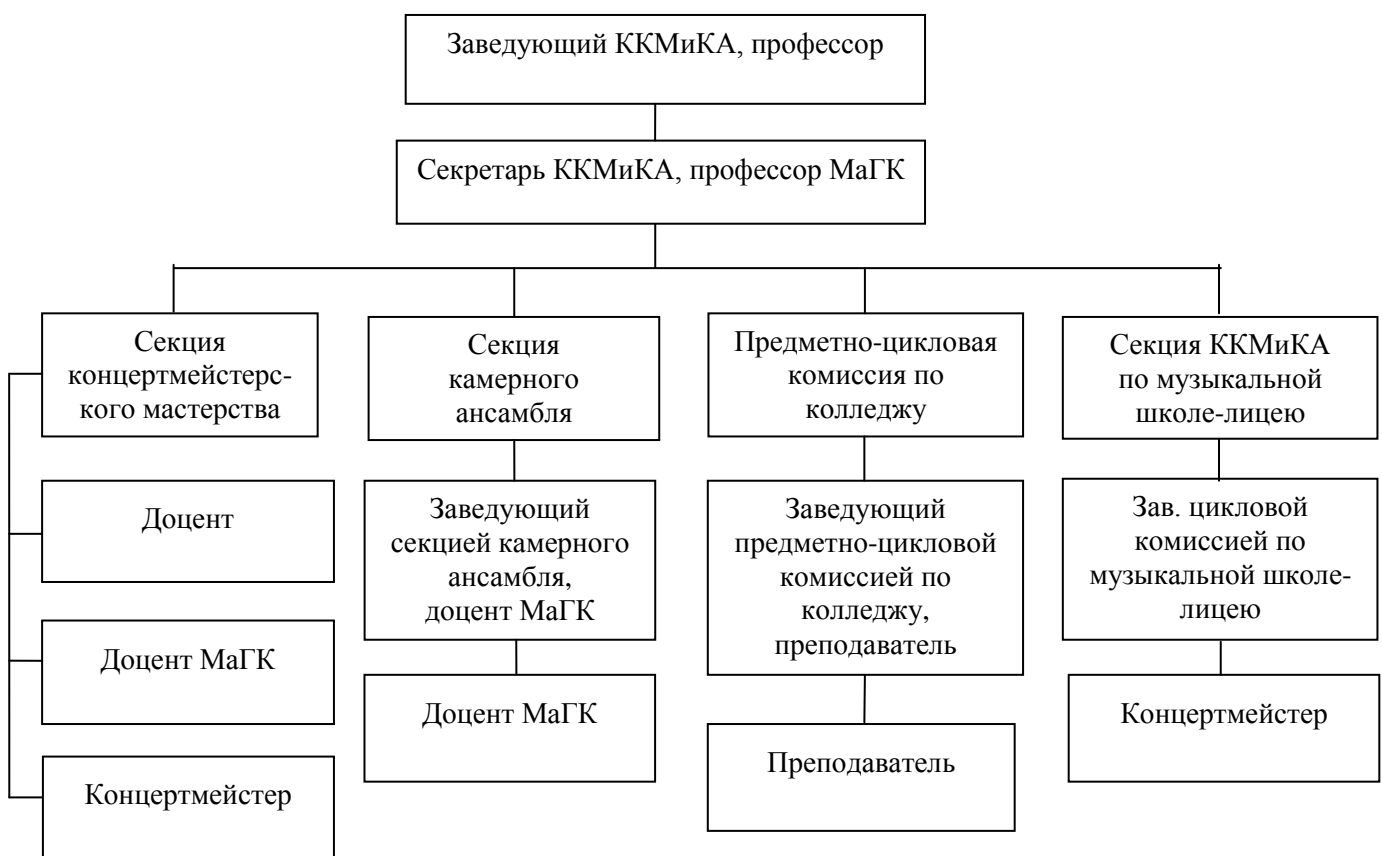 Заведующий ККМиКА, профессор
Секретарь ККМиКА, профессор МаГК
Секция
концертмейстерс-
кого мастерства
Секция
камерного
ансамбля
Предметно-цикловая
комиссия по
колледжу
Секция ККМиКА
по музыкальной
школе-лицею
Доцент
Заведующий
секцией камерного
ансамбля,
доцент МаГК
Заведующий
предметно-цикловой
комиссией по
колледжу,
преподаватель
Зав. цикловой
комиссией по
музыкальной школе-
лицею
Доцент МаГК
Доцент МаГК
Преподаватель
Концертмейстер
Концертмейстер